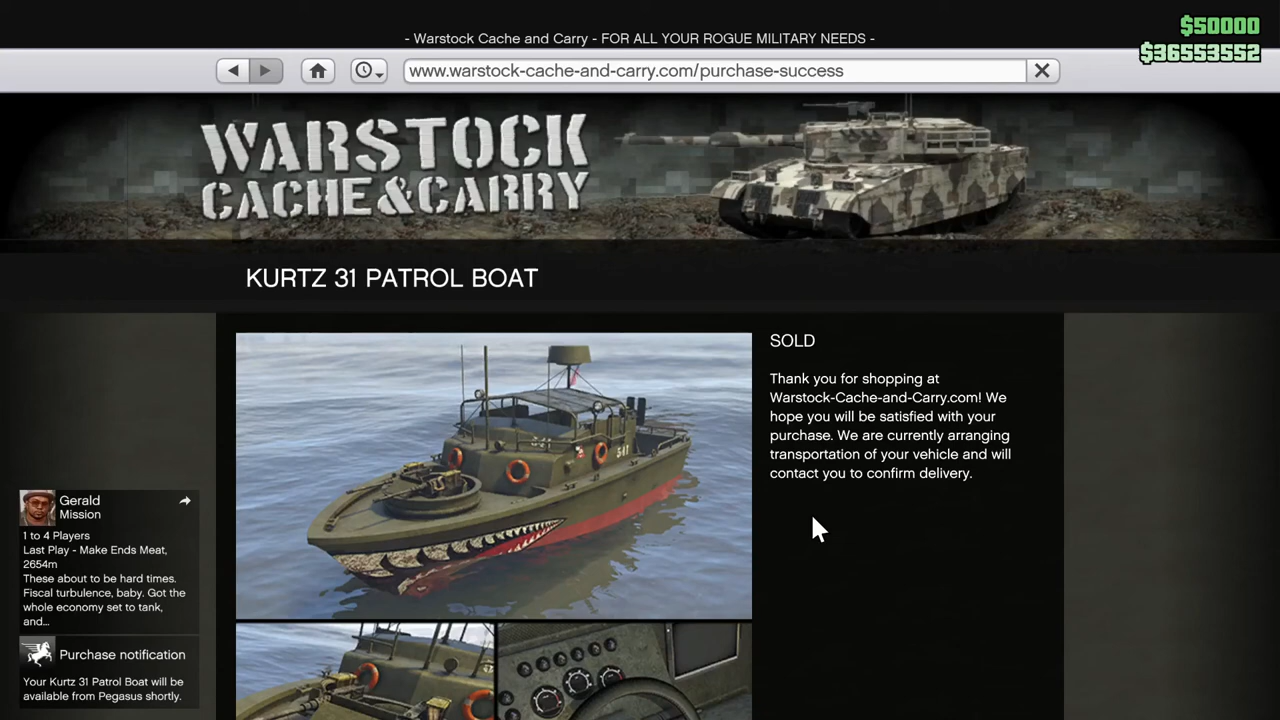 $50000
$36553552
- Warstock Cache and Carry - FOR ALL YOUR ROGUE MILITARY NEEDS -
www.warstock-cache-and-carry.com/purchase-success
WARSTOCK
CACHE&CARRY
KURTZ 31 PATROL BOAT
SOLD
Thank you for shopping at
Warstock-Cache-and-Carry.com! We
hope you will be satisfied with your
purchase. We are currently arranging
transportation of your vehicle and will
contact you to confirm delivery.
Gerald
Mission
1 to 4 Players
Last Play - Make Ends Meat,
2654m
These about to be hard times.
Fiscal turbulence, baby. Got the
whole economy set to tank,
and...
Purchase notification
Your Kurtz 31 Patrol Boat will be
available from Pegasus shortly.